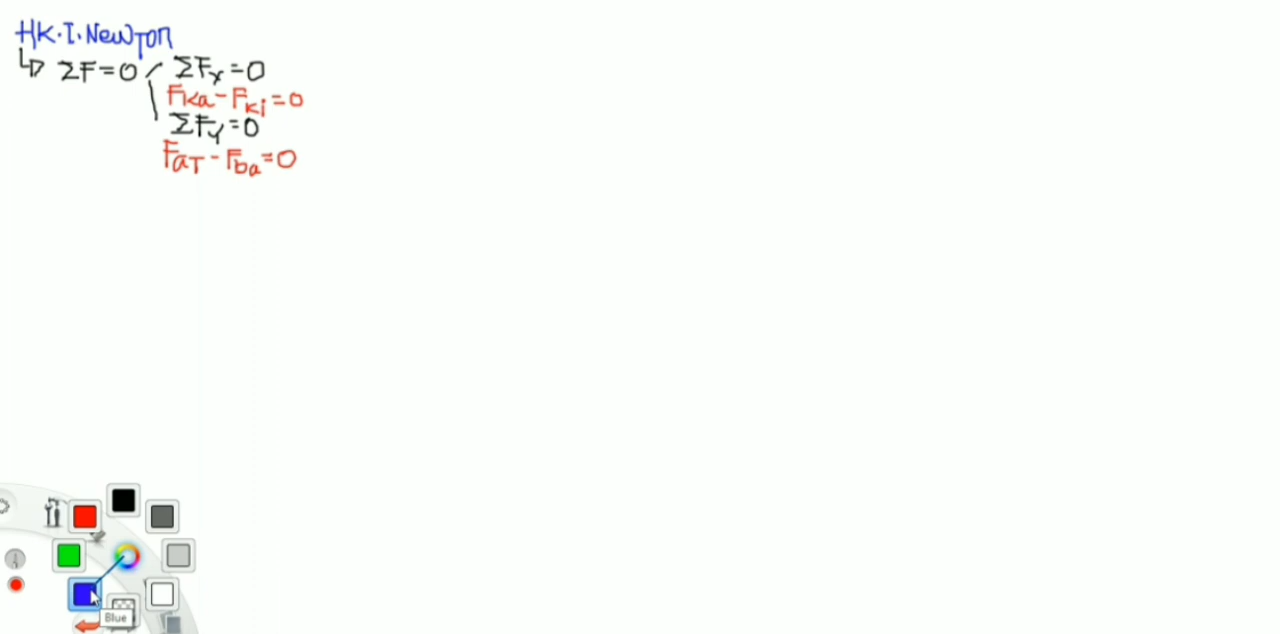 HK.I.NewTon
↳ ΣF=0 ΣFx=0
Fka-Fki=0
ΣFy=0
FaT-Fba=0
Blue